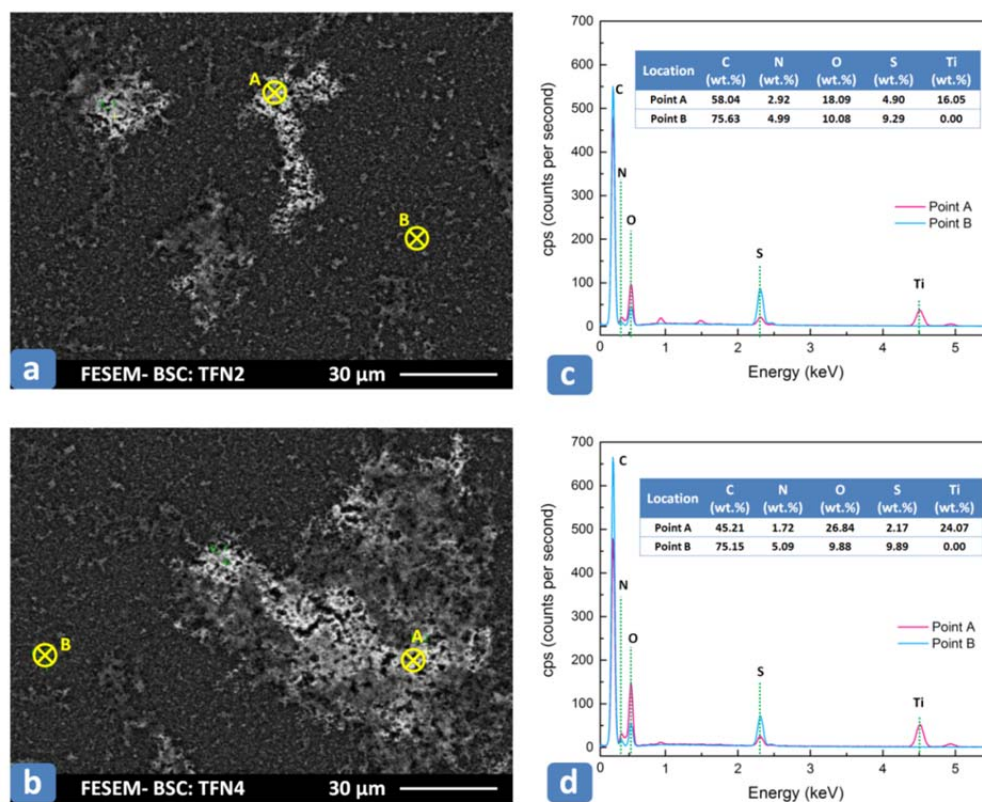 A
B
a
FESEM- BSC: TFN2
30 µm
700
600
500
400
300
200
100
0
cps (counts per second)
Location C (wt.%) N (wt.%) O (wt.%) S (wt.%) Ti (wt.%)
Point A 58.04 2.92 18.09 4.90 16.05
Point B 75.63 4.99 10.08 9.29 0.00
C
N
O
S
Ti
Point A
Point B
0 1 2 3 4 5
Energy (keV)
c
B
A
b
FESEM- BSC: TFN4
30 µm
700
600
500
400
300
200
100
0
cps (counts per second)
Location C (wt.%) N (wt.%) O (wt.%) S (wt.%) Ti (wt.%)
Point A 45.21 1.72 26.84 2.17 24.07
Point B 75.15 5.09 9.88 9.89 0.00
C
N
O
S
Ti
Point A
Point B
0 1 2 3 4 5
Energy (keV)
d